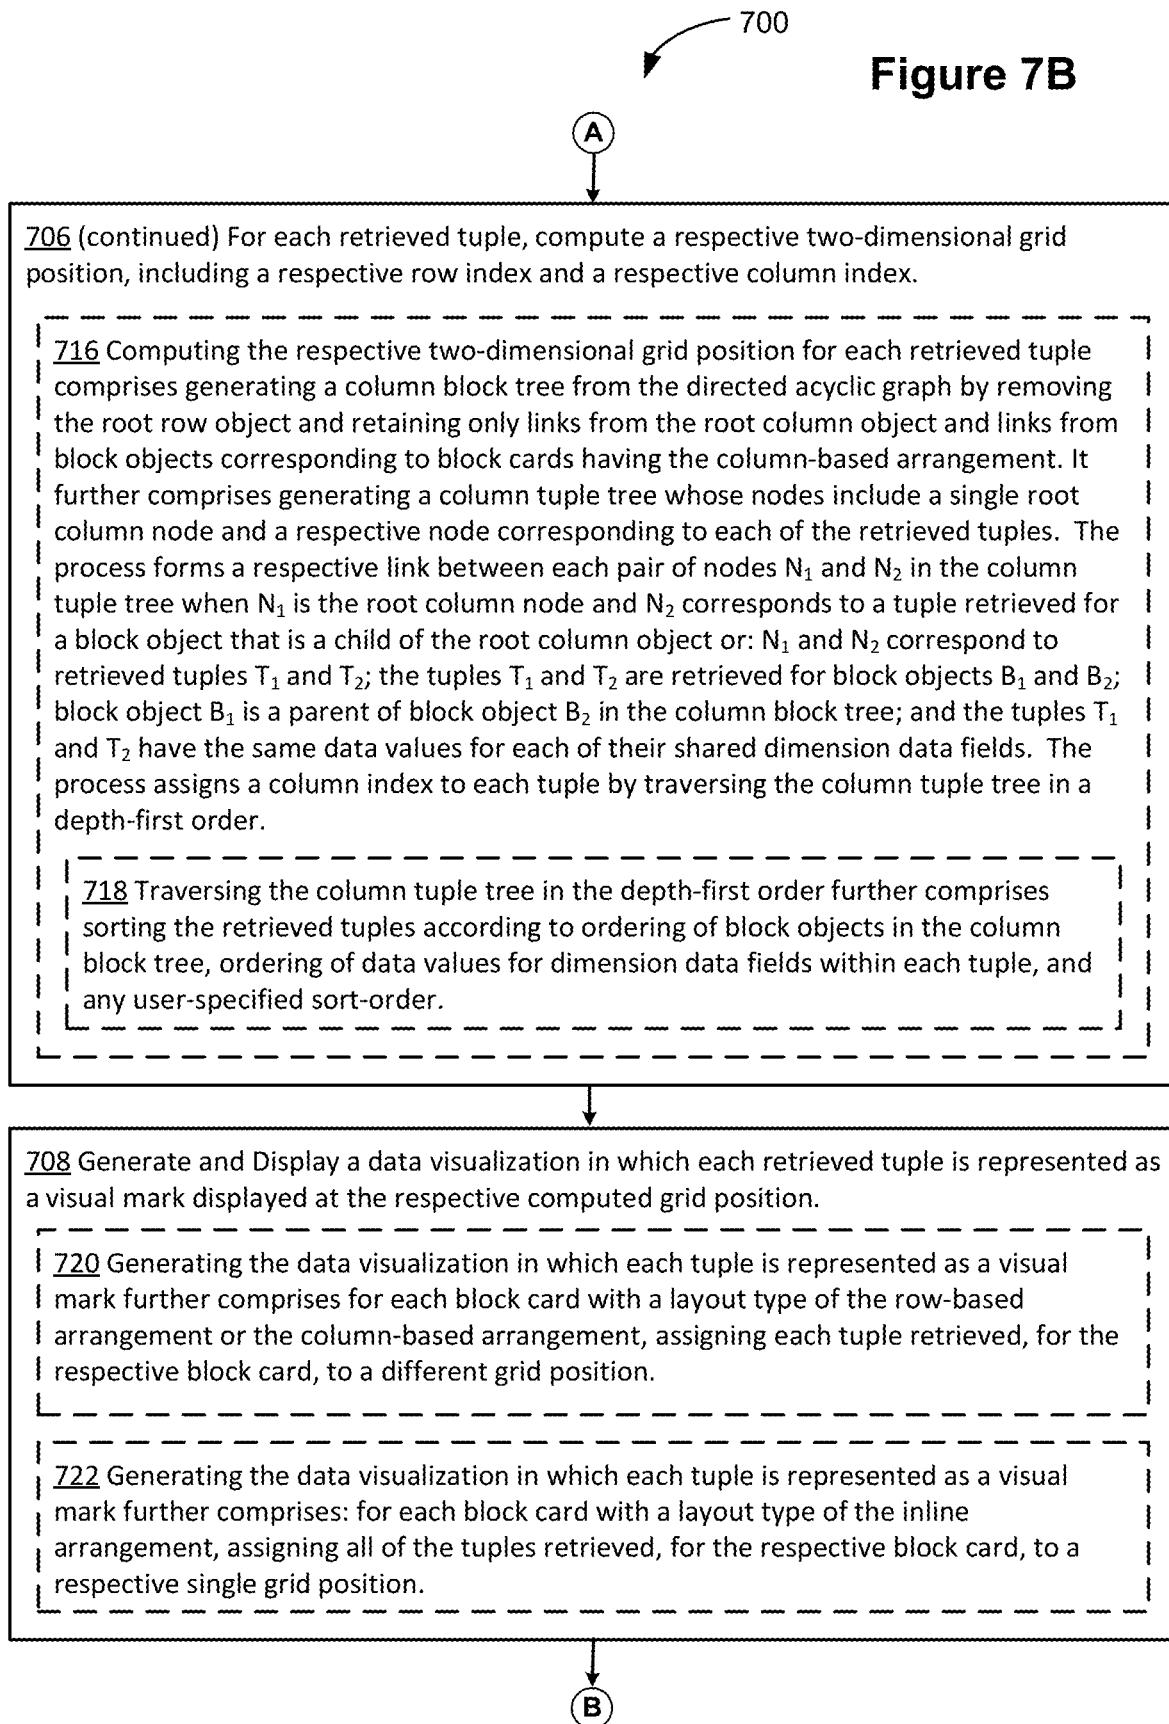 700
Figure 7B
A
706 (continued) For each retrieved tuple, compute a respective two-dimensional grid
position, including a respective row index and a respective column index.
716 Computing the respective two-dimensional grid position for each retrieved tuple
comprises generating a column block tree from the directed acyclic graph by removing
the root row object and retaining only links from the root column object and links from
block objects corresponding to block cards having the column-based arrangement. It
further comprises generating a column tuple tree whose nodes include a single root
column node and a respective node corresponding to each of the retrieved tuples. The
process forms a respective link between each pair of nodes N₁ and N₂ in the column
tuple tree when N₁ is the root column node and N₂ corresponds to a tuple retrieved for
a block object that is a child of the root column object or: N₁ and N₂ correspond to
retrieved tuples T₁ and T₂; the tuples T₁ and T₂ are retrieved for block objects B₁ and B₂;
block object B₁ is a parent of block object B₂ in the column block tree; and the tuples T₁
and T₂ have the same data values for each of their shared dimension data fields. The
process assigns a column index to each tuple by traversing the column tuple tree in a
depth-first order.
718 Traversing the column tuple tree in the depth-first order further comprises
sorting the retrieved tuples according to ordering of block objects in the column
block tree, ordering of data values for dimension data fields within each tuple, and
any user-specified sort-order.
708 Generate and Display a data visualization in which each retrieved tuple is represented as
a visual mark displayed at the respective computed grid position.
720 Generating the data visualization in which each tuple is represented as a visual
mark further comprises for each block card with a layout type of the row-based
arrangement or the column-based arrangement, assigning each tuple retrieved, for the
respective block card, to a different grid position.
722 Generating the data visualization in which each tuple is represented as a visual
mark further comprises: for each block card with a layout type of the inline
arrangement, assigning all of the tuples retrieved, for the respective block card, to a
respective single grid position.
B